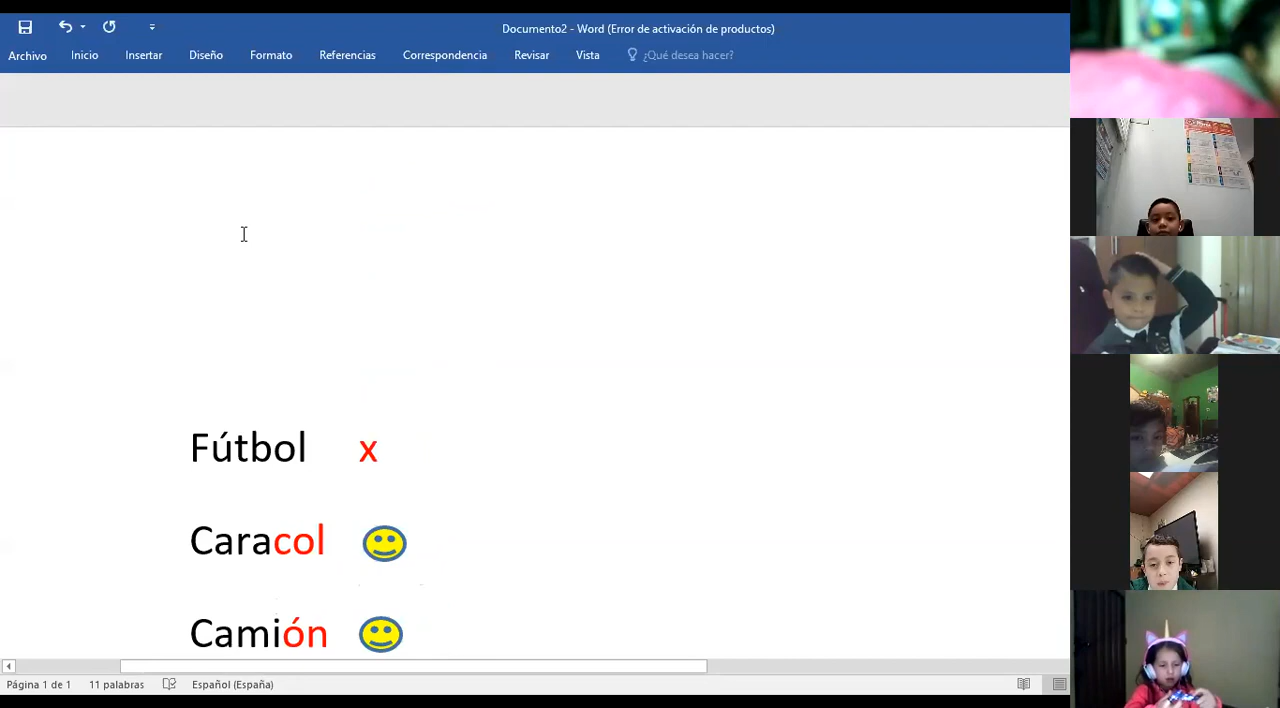 Documento2 - Word (Error de activación de productos)
Archivo Inicio Insertar Diseño Formato Referencias Correspondencia Revisar Vista ¿Qué desea hacer?
Fútbol x
Caracol
Camión
Página 1 de 1 11 palabras Español (España)